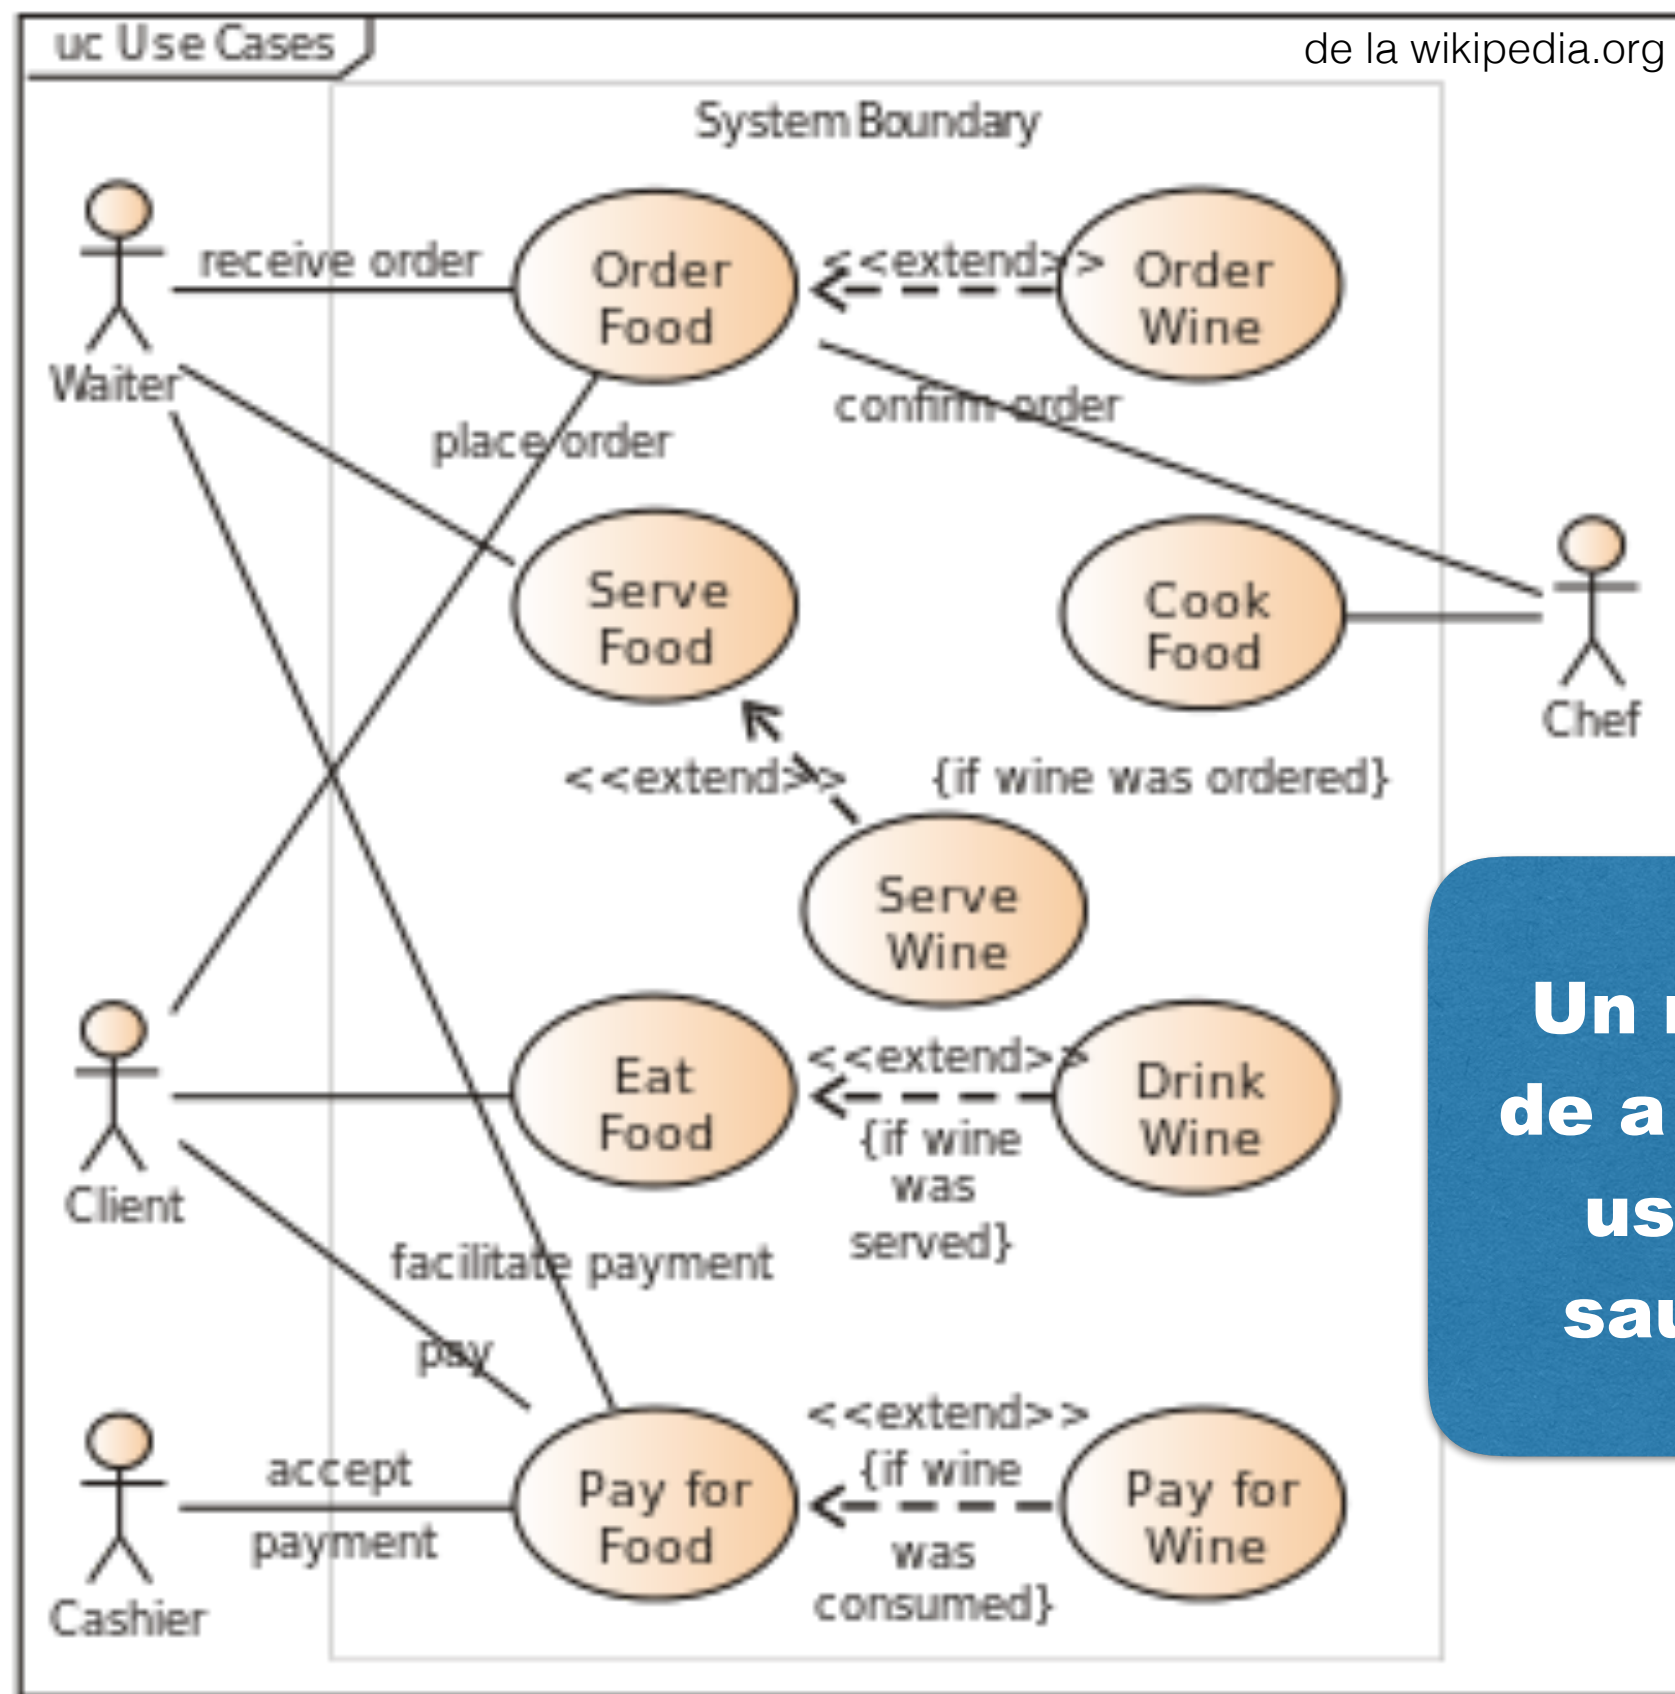 uc Use Cases
de la wikipedia.org
System Boundary
receive order
Order
Food
<<extend>>
Order
Wine
Waiter
confirm order
place order
Serve
Food
Cook
Food
Chef
<<extend>>
{if wine was ordered}
Serve
Wine
Eat
Food
<<extend>>
{if wine
was
served}
Drink
Wine
Client
facilitate payment
pay
accept
payment
Cashier
Pay for
Food
<<extend>>
{if wine
was
consumed}
Pay for
Wine
Un
de a
us
sau